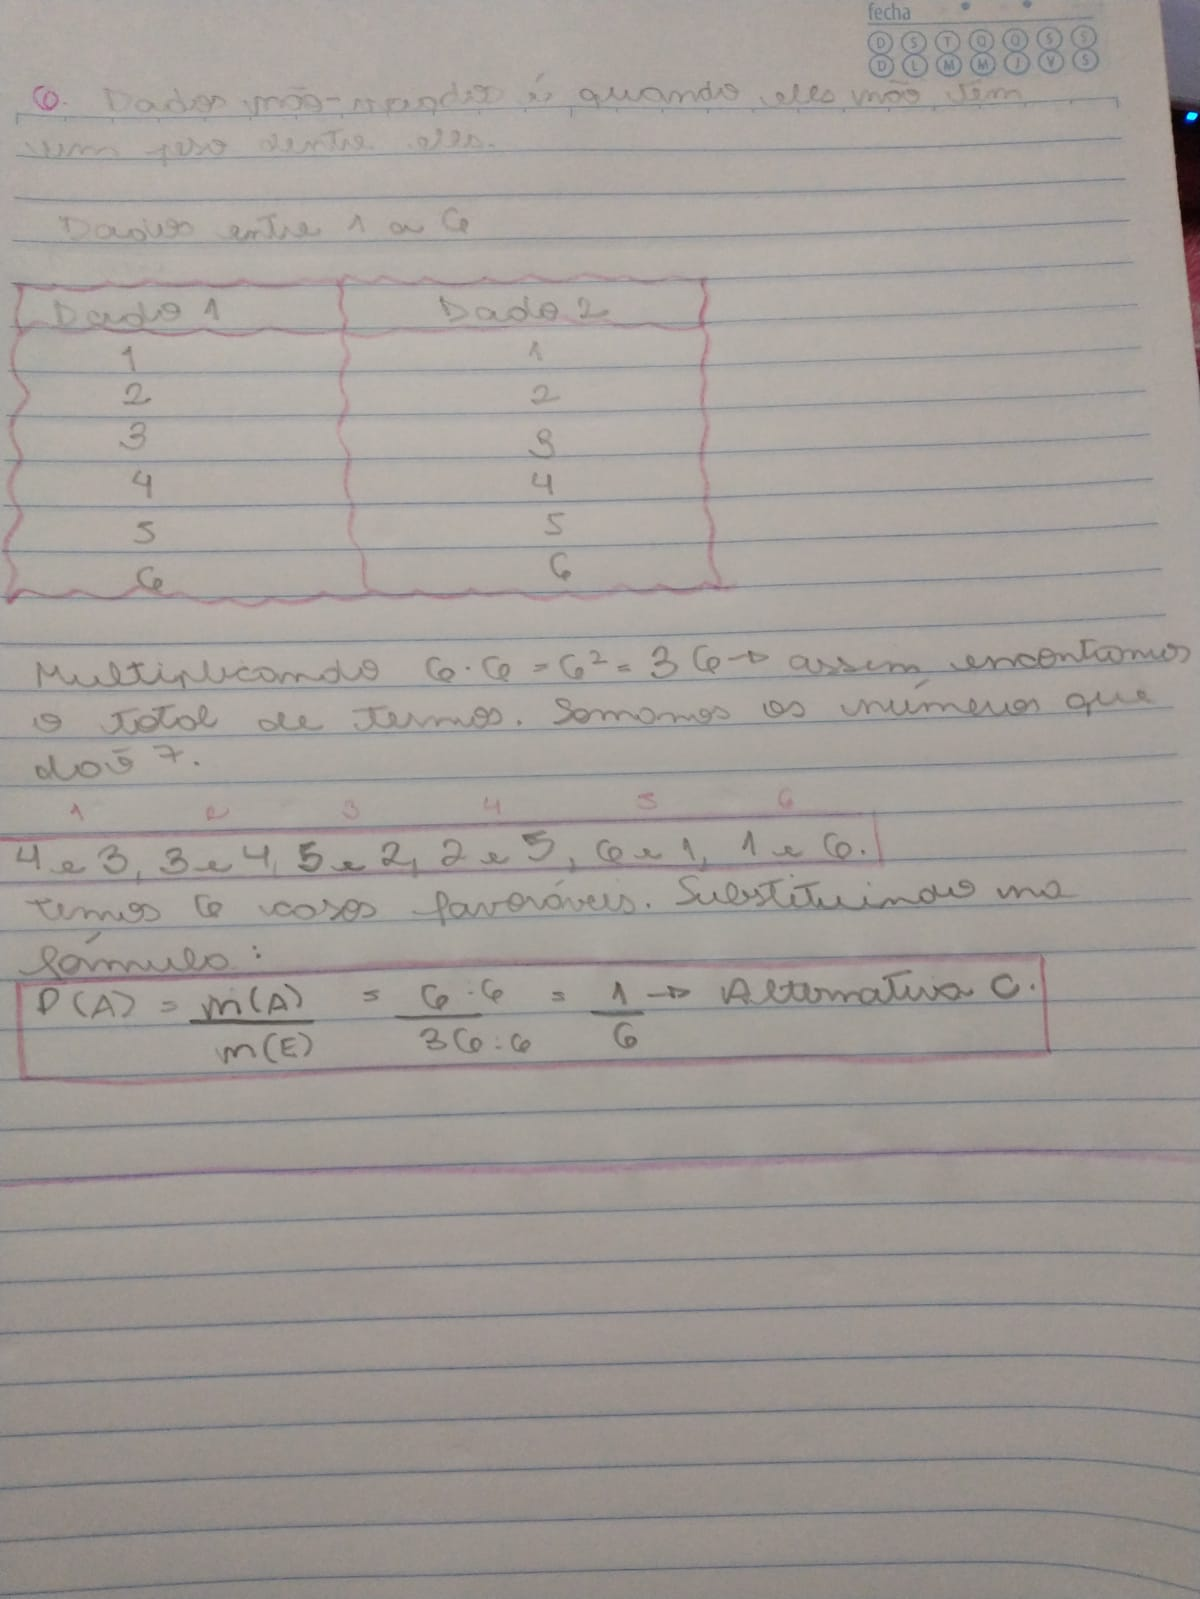 fecha
D S T Q Q S S
D L M M J V S
6. Dados não-viciados é quando eles não têm
um peso dentre eles.
Dados entre 1 a 6
Dado 1 Dado 2
1 1
2 2
3 3
4 4
5 5
6 6
Multiplicando 6·6 = 6² = 36 → assim encontramos
o total de termos. Somamos os números que
dão 7.
1 2 3 4 5 6
4 e 3, 3 e 4, 5 e 2, 2 e 5, 6 e 1, 1 e 6.
temos 6 casos favoráveis. Substituindo na
fórmula:
P(A) = n(A) = 6:6 = 1 → Alternativa C.
n(E) 36:6 6